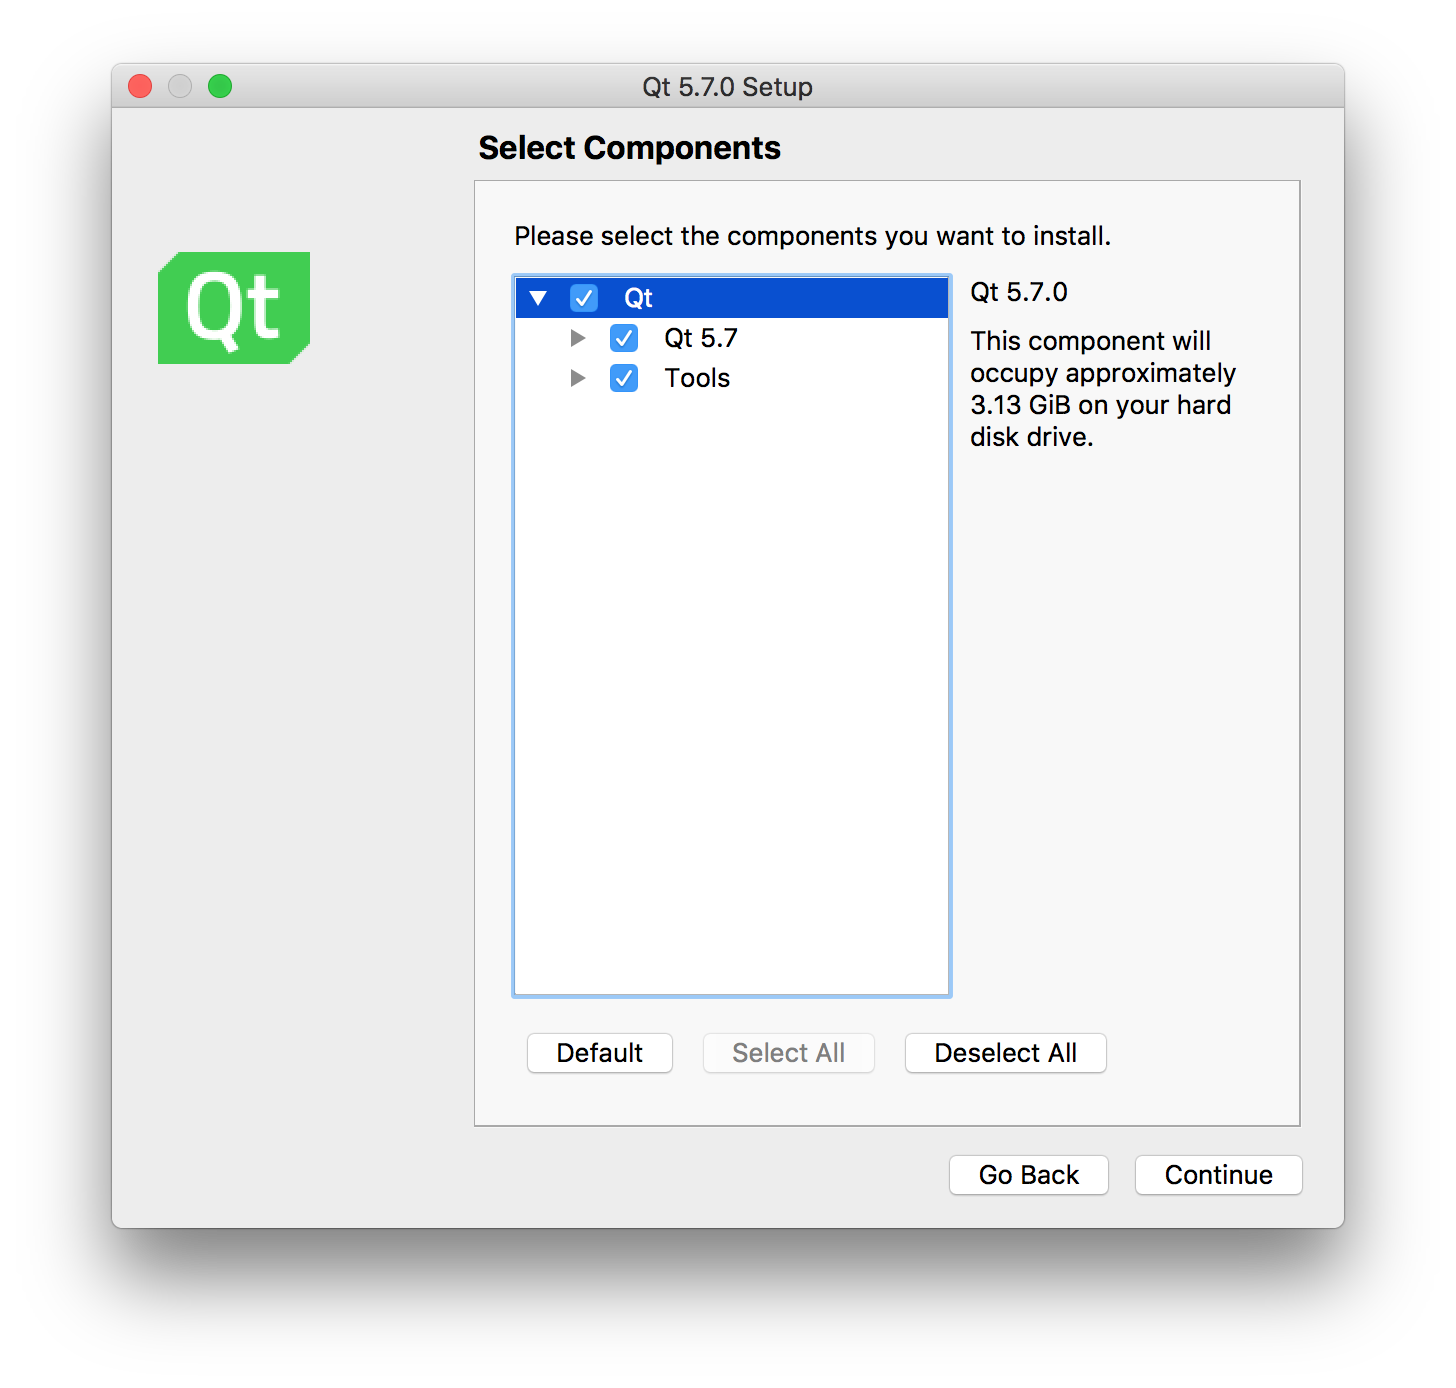 Qt 5.7.0 Setup
Select Components
Qt
Please select the components you want to install.
Qt
Qt 5.7
Tools
Qt 5.7.0
This component will
occupy approximately
3.13 GiB on your hard
disk drive.
Default
Select All
Deselect All
Go Back
Continue